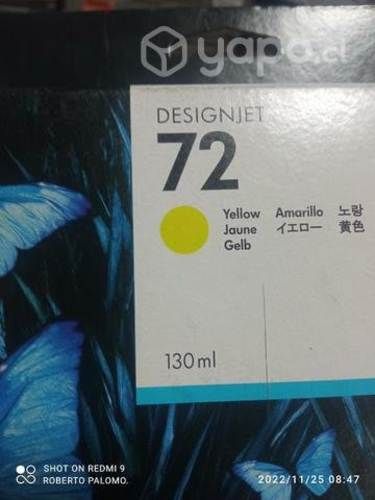 yapo.cl
DESIGNJET
72
Yellow Amarillo 노랑
Jaune イエロー 黄色
Gelb
130ml
SHOT ON REDMI 9
ROBERTO PALOMO.
2022/11/25 08:47